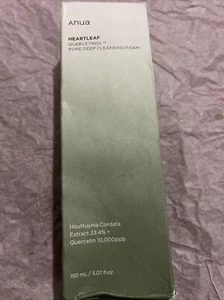 Anua
HEARTLEAF
QUERCETINOL™
PORE DEEP CLEANSING FOAM
Houttuynia Cordata
Extract 33.4% +
Quercetin 10,000ppb
150 mL / 5.07 fl.oz.